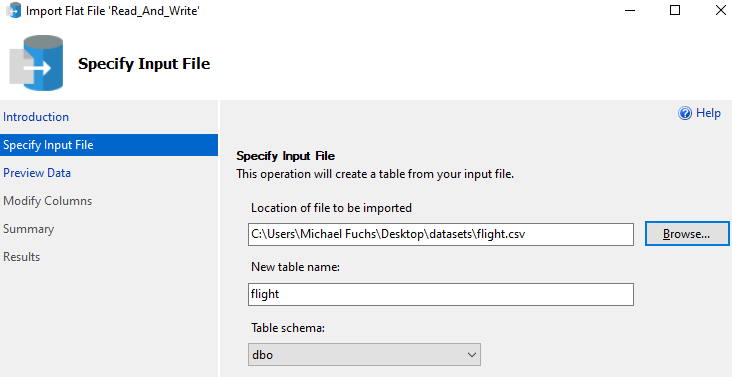 Import Flat File 'Read_And_Write'
Specify Input File
Introduction
Specify Input File
Preview Data
Modify Columns
Summary
Results
Help
Specify Input File
This operation will create a table from your input file.
Location of file to be imported
C:\Users\Michael Fuchs\Desktop\datasets\flight.csv
Browse...
New table name:
flight
Table schema:
dbo